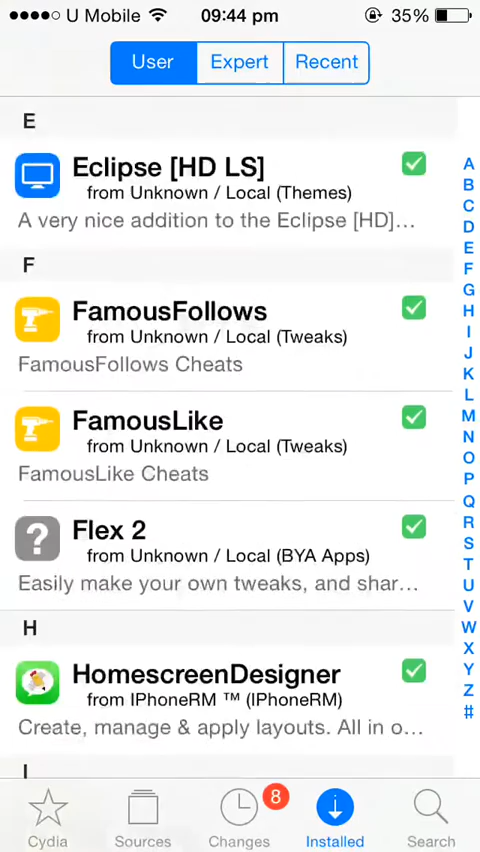 U Mobile 09:44 pm 35%
User Expert Recent
E
Eclipse [HD LS]
from Unknown / Local (Themes)
A very nice addition to the Eclipse [HD]...
F
FamousFollows
from Unknown / Local (Tweaks)
FamousFollows Cheats
FamousLike
from Unknown / Local (Tweaks)
FamousLike Cheats
Flex 2
from Unknown / Local (BYA Apps)
Easily make your own tweaks, and shar...
H
HomescreenDesigner
from IPhoneRM ™ (IPhoneRM)
Create, manage & apply layouts. All in o...
I
A
B
C
D
E
F
G
H
I
J
K
L
M
N
O
P
Q
R
S
T
U
V
W
X
Y
Z
#
8
Cydia Sources Changes Installed Search